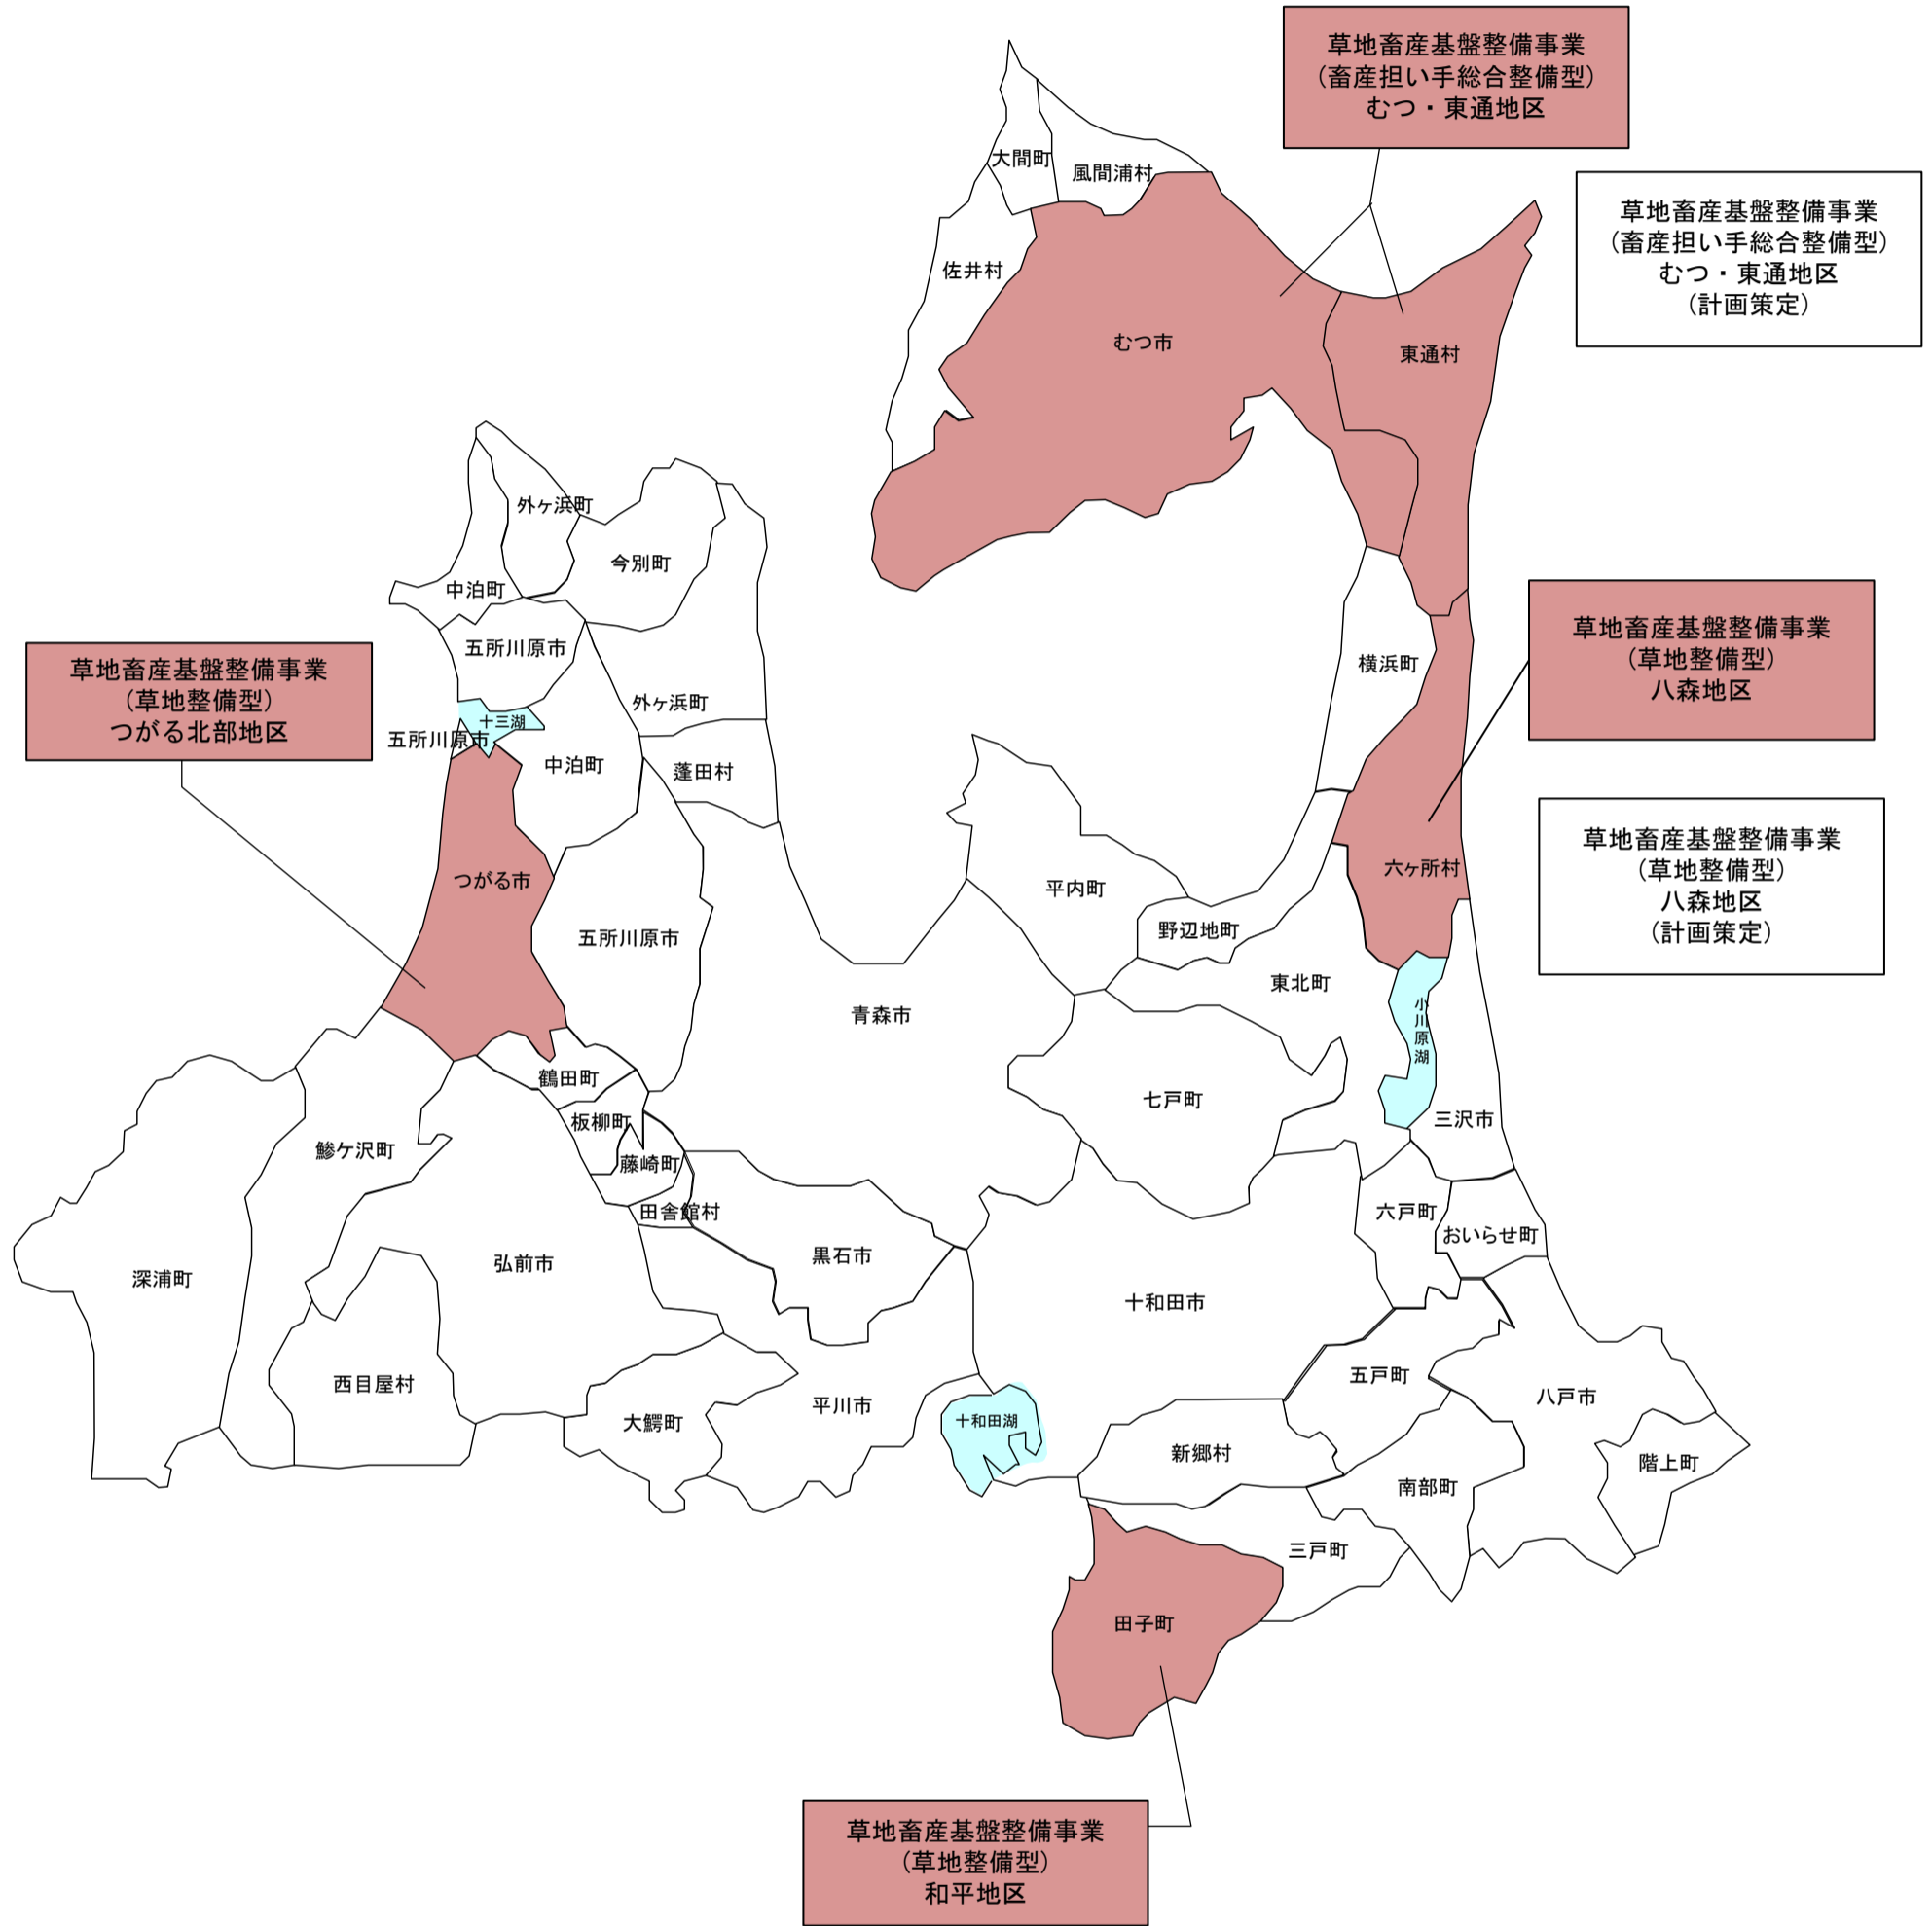 草地畜産基盤整備事業
（畜産担い手総合整備型）
むつ・東通地区
草地畜産基盤整備事業
（畜産担い手総合整備型）
むつ・東通地区
（計画策定）
大間町
風間浦村
佐井村
むつ市
東通村
外ヶ浜町
今別町
中泊町
五所川原市
草地畜産基盤整備事業
（草地整備型）
八森地区
横浜町
草地畜産基盤整備事業
（草地整備型）
つがる北部地区
外ヶ浜町
十三湖
五所川原市
中泊町
蓬田村
草地畜産基盤整備事業
（草地整備型）
八森地区
（計画策定）
つがる市
六ヶ所村
平内町
五所川原市
野辺地町
東北町
青森市
小川原湖
鶴田町
七戸町
板柳町
三沢市
鰺ケ沢町
藤崎町
田舎館村
六戸町
おいらせ町
黒石市
弘前市
深浦町
十和田市
五戸町
西目屋村
八戸市
平川市
大鰐町
十和田湖
新郷村
階上町
南部町
三戸町
田子町
草地畜産基盤整備事業
（草地整備型）
和平地区